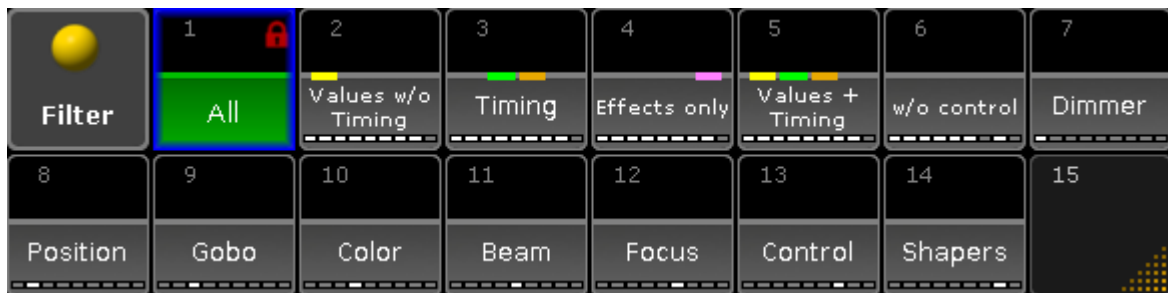 1 2 3 4 5 6 7
Filter All Values w/o Timing Timing Effects only Values + Timing w/o control Dimmer
8 9 10 11 12 13 14 15
Position Gobo Color Beam Focus Control Shapers